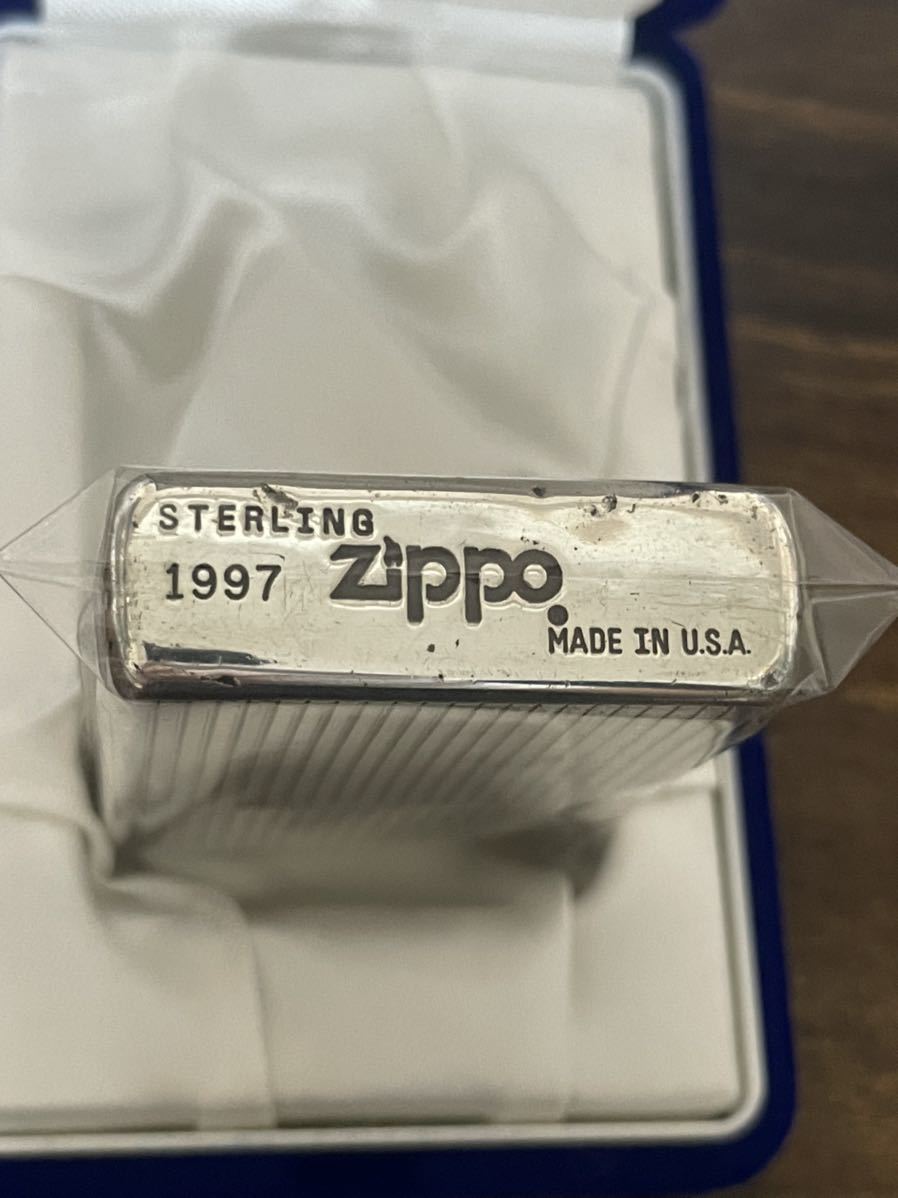 STERLING
1997 Zippo
MADE IN U.S.A.